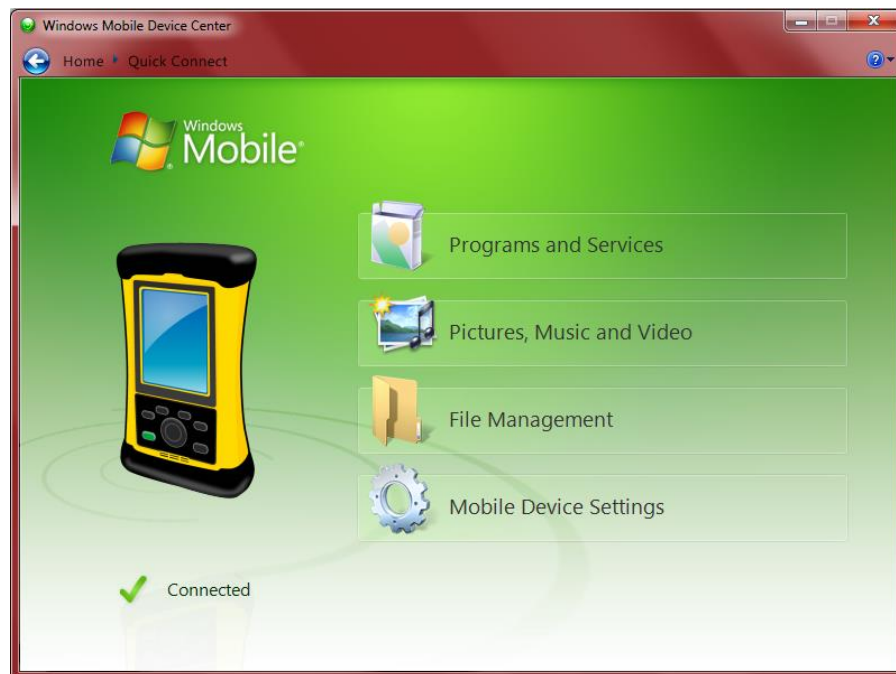 Windows Mobile Device Center
Home Quick Connect
Windows
Mobile
Programs and Services
Pictures, Music and Video
File Management
Mobile Device Settings
Connected